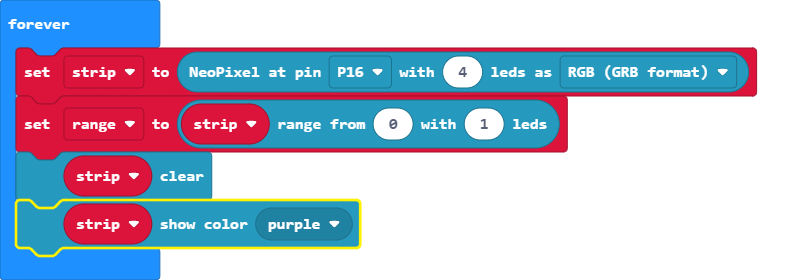 forever
set strip to NeoPixel at pin P16 with 4 leds as RGB (GRB format)
set range to strip range from 0 with 1 leds
strip clear
strip show color purple